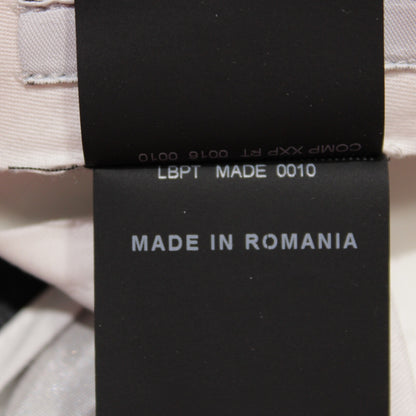 COMP XXP RT 0016 0010
LBPT MADE 0010
MADE IN ROMANIA